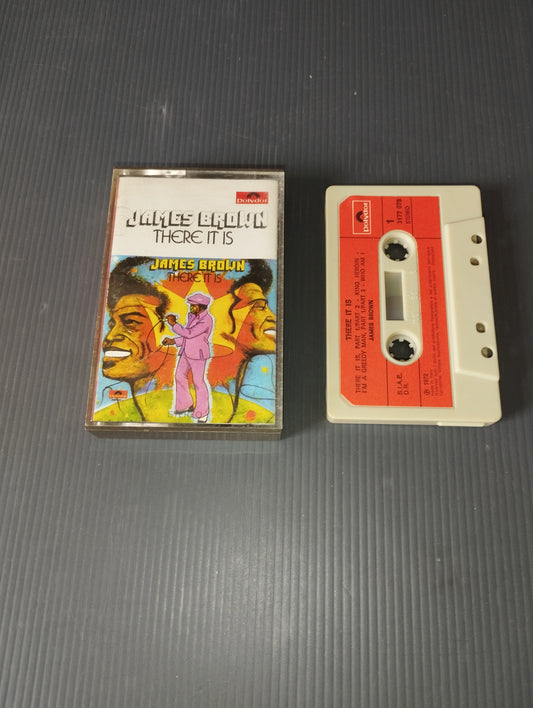 Polydor
JAMES BROWN
THERE IT IS
JAMES BROWN
THERE IT IS
Polydor
1
3177 078
STEREO
THERE IT IS
JAMES BROWN
THERE IT IS, PART 1/PART 2 - KING HEROIN -
I'M A GREEDY MAN, PART 1/PART 2 - WHO AM I
S.I.A.E.
D.R.
℗ 1972